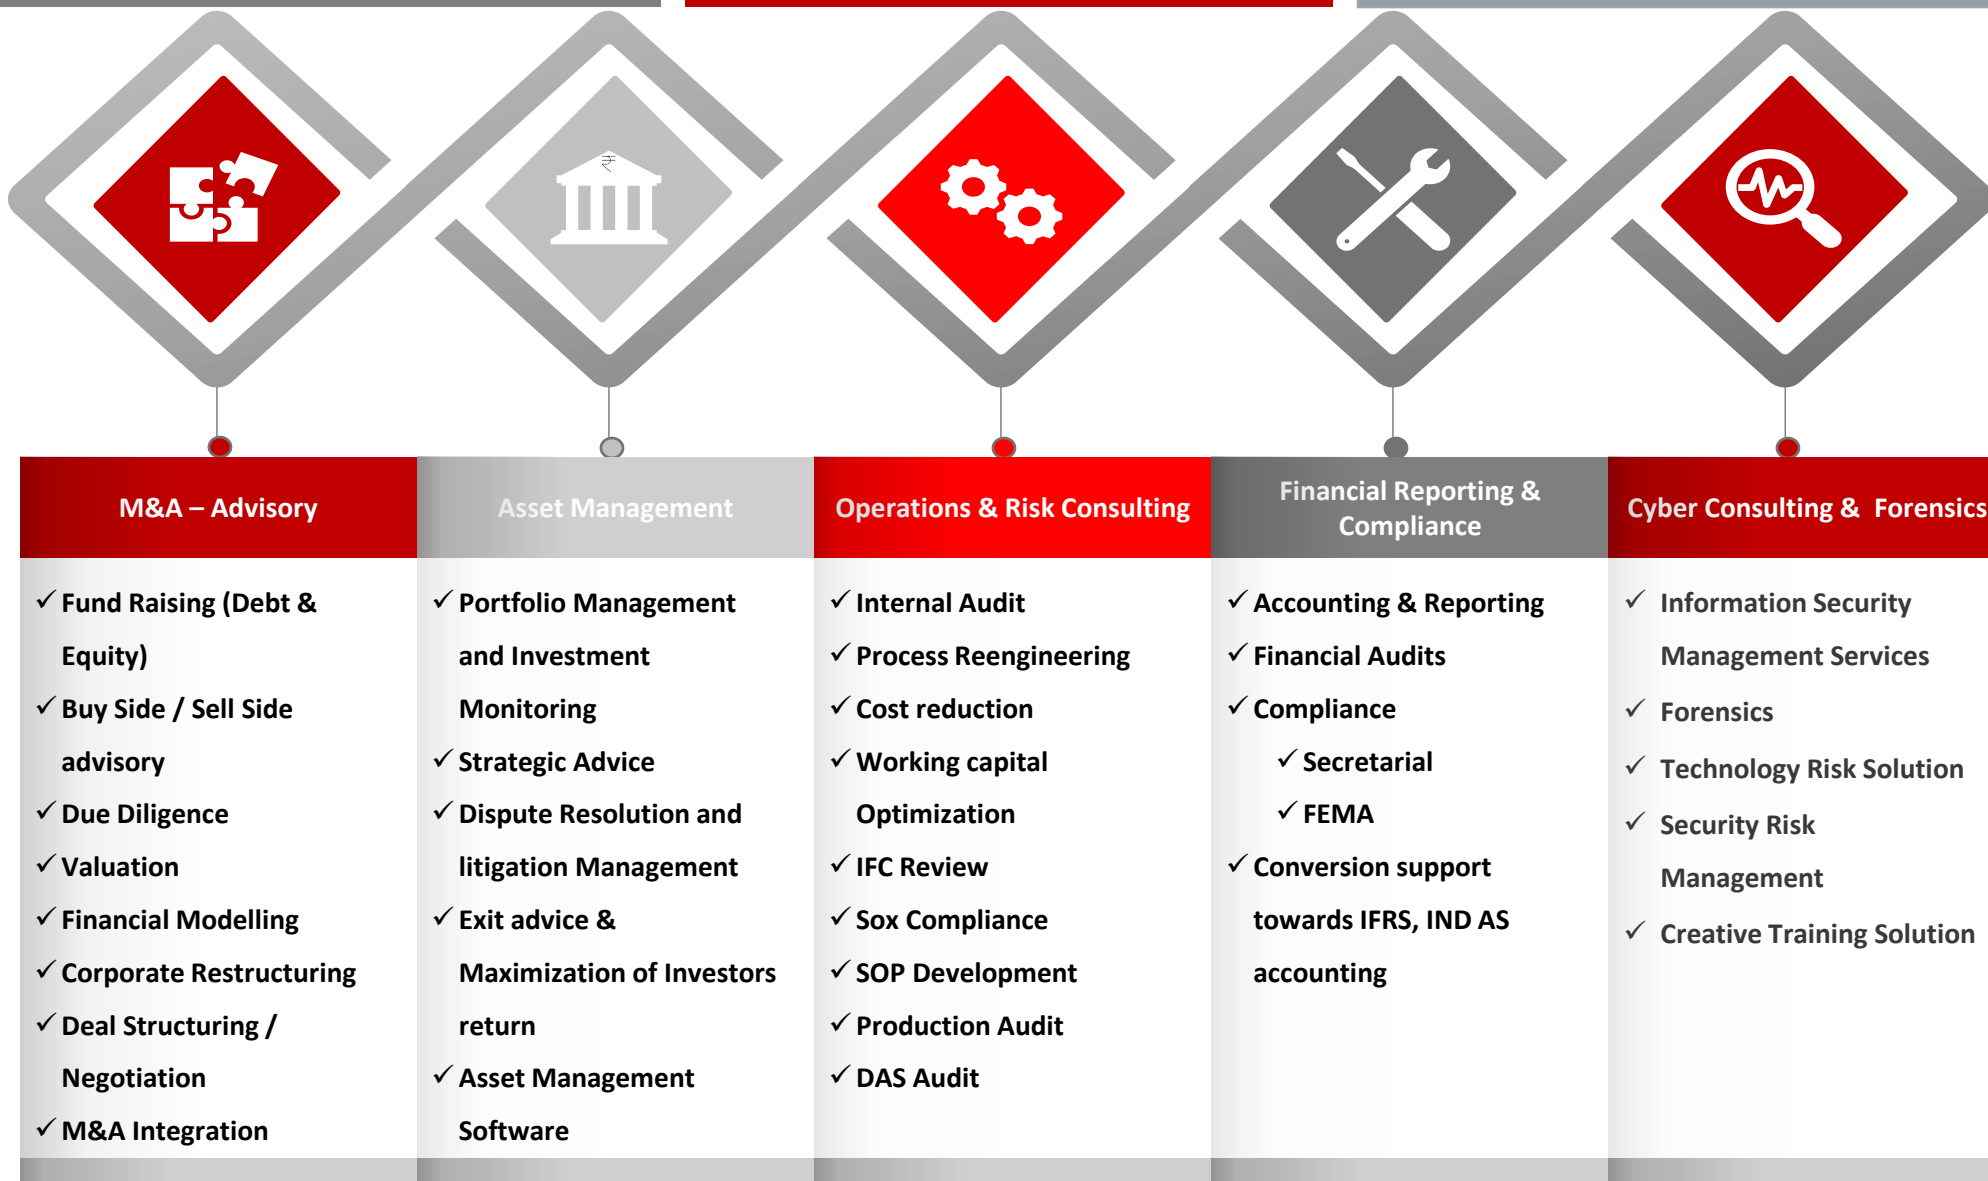 ₹
M&A – Advisory
Fund Raising (Debt &
Equity)
Buy Side / Sell Side
advisory
Due Diligence
Valuation
Financial Modelling
Corporate Restructuring
Deal Structuring /
Negotiation
M&A Integration
Asset Management
Portfolio Management
and Investment
Monitoring
Strategic Advice
Dispute Resolution and
litigation Management
Exit advice &
Maximization of Investors
return
Asset Management
Software
Operations & Risk Consulting
Internal Audit
Process Reengineering
Cost reduction
Working capital
Optimization
IFC Review
Sox Compliance
SOP Development
Production Audit
DAS Audit
Financial Reporting &
Compliance
Accounting & Reporting
Financial Audits
Compliance
Secretarial
FEMA
Conversion support
towards IFRS, IND AS
accounting
Cyber Consulting & Forensics
Information Security
Management Services
Forensics
Technology Risk Solution
Security Risk
Management
Creative Training Solution